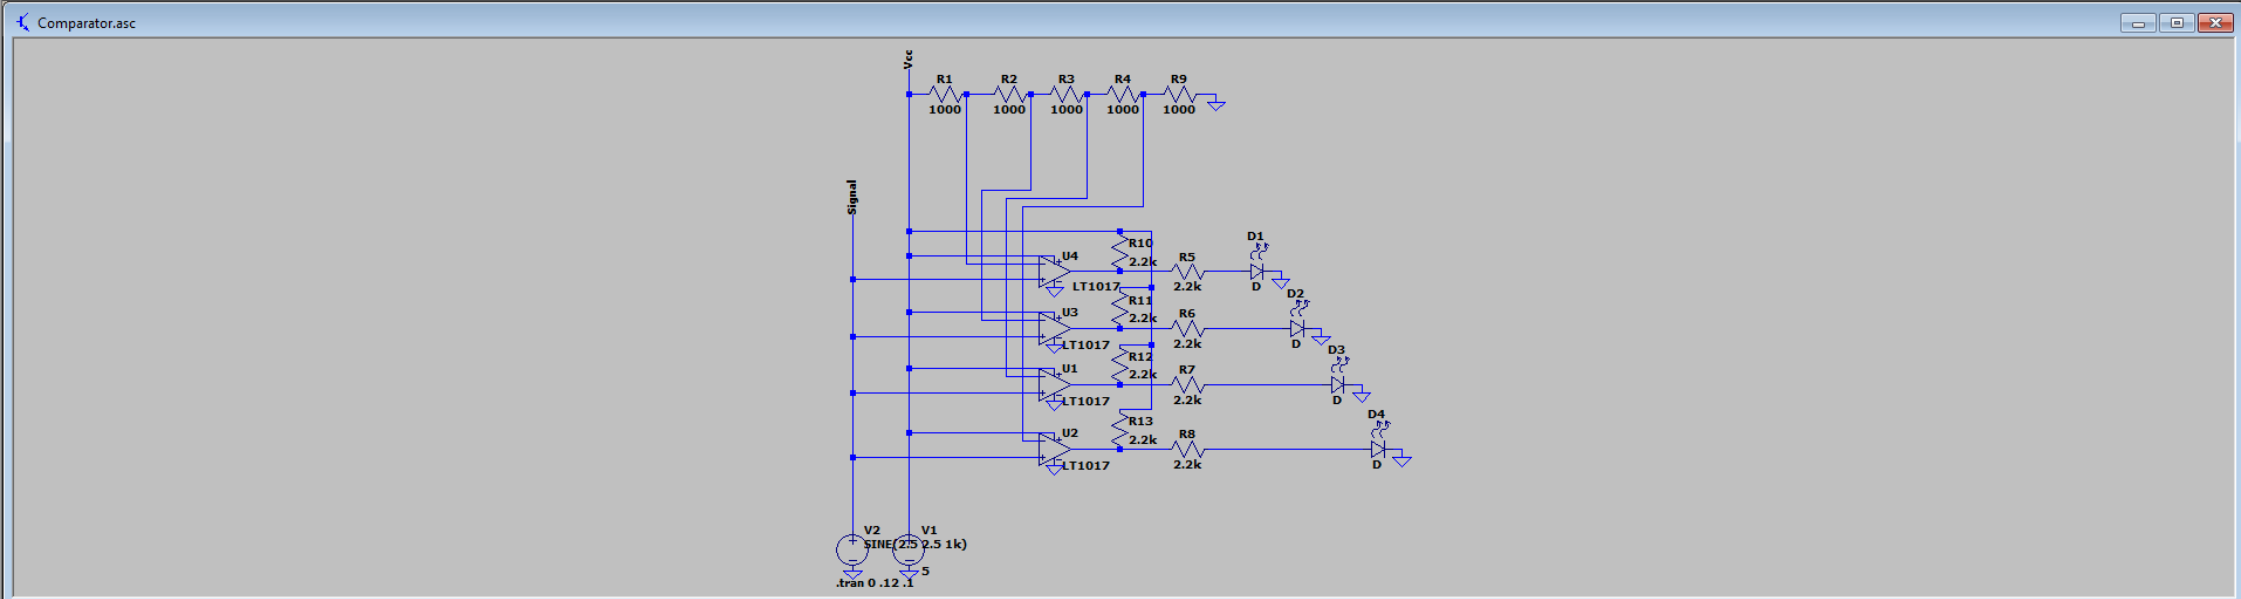 Comparator.asc
Vcc
R1 R2 R3 R4 R9
1000 1000 1000 1000 1000
Signal
R10
2.2k
U4
LT1017
R5
2.2k
D1
D
R11
2.2k
U3
LT1017
R6
2.2k
D2
D
R12
2.2k
U1
LT1017
R7
2.2k
D3
D
R13
2.2k
U2
LT1017
R8
2.2k
D4
D
V2
SINE(2.5 2.5 1k)
V1
5
.tran 0 .12 .1